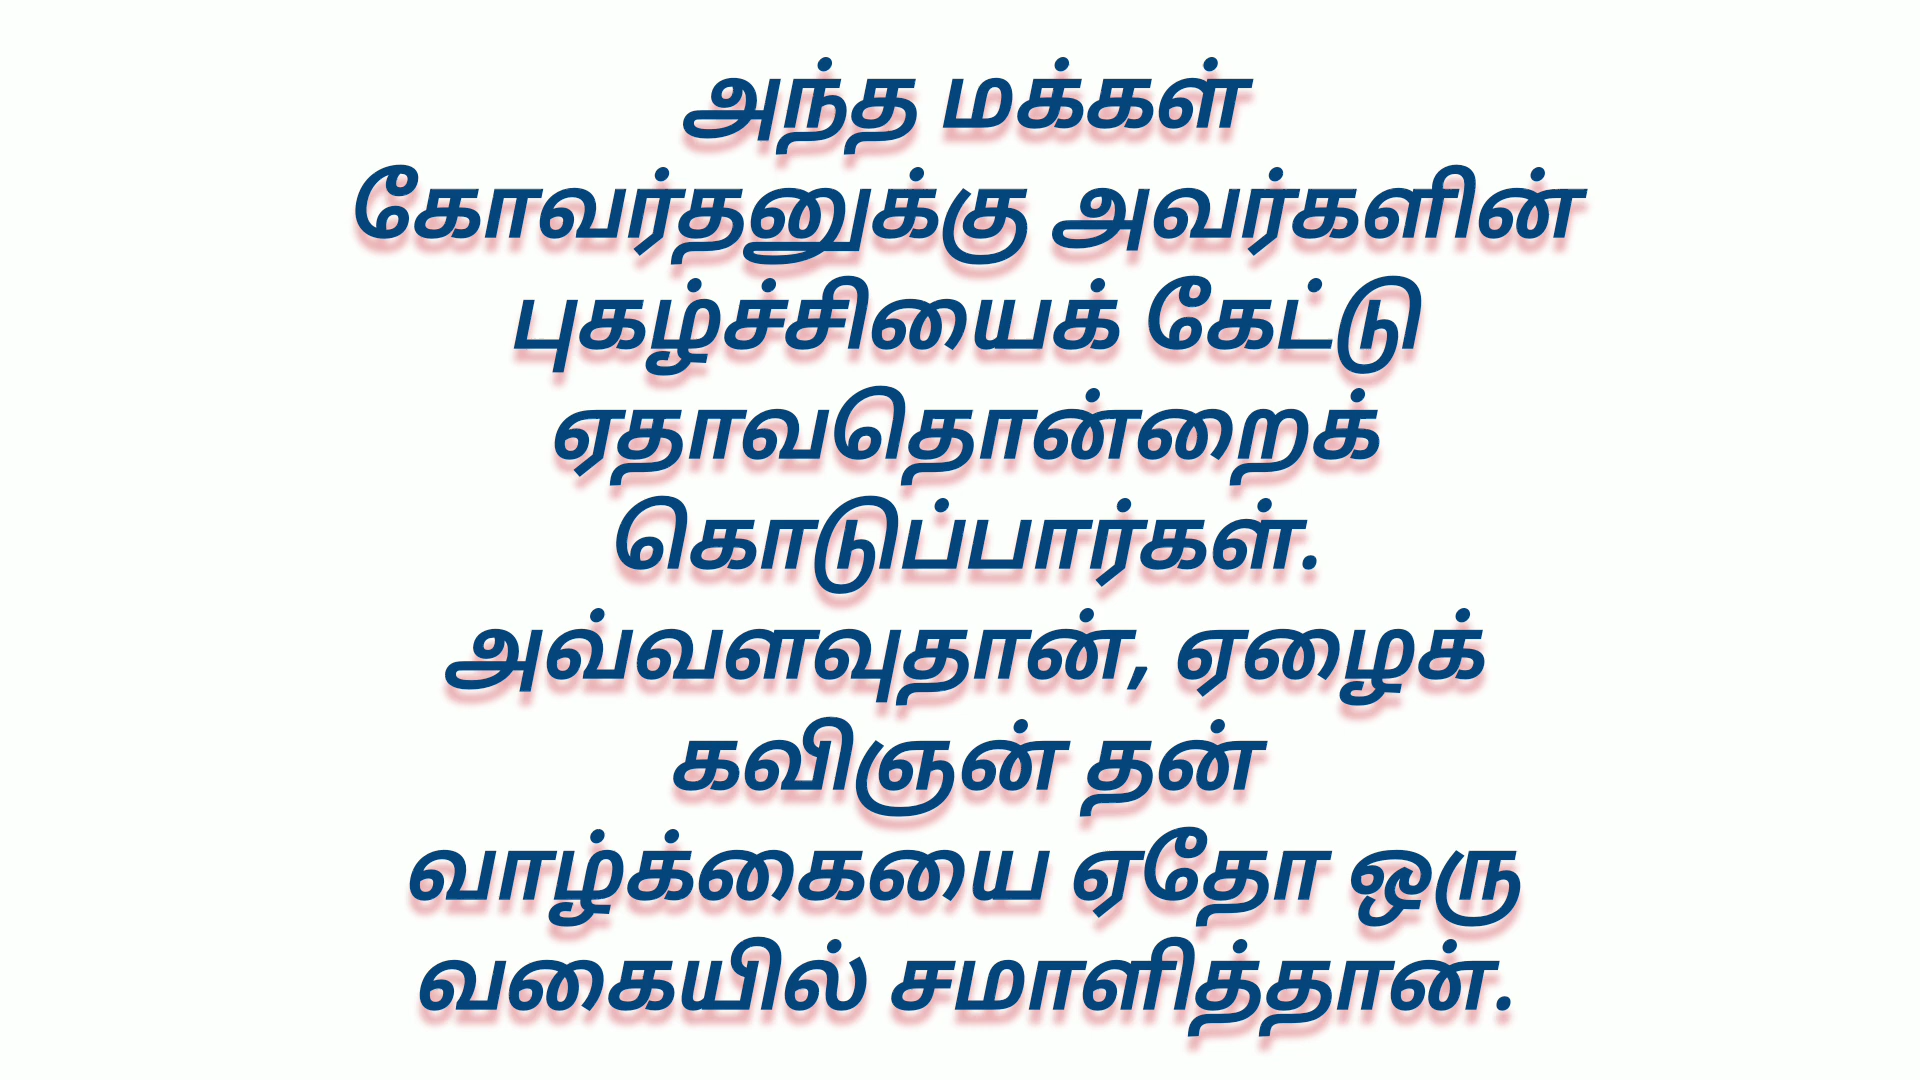 அந்த மக்கள்
கோவர்தனுக்கு அவர்களின்
புகழ்ச்சியைக் கேட்டு
ஏதாவதொன்றைக்
கொடுப்பார்கள்.
அவ்வளவுதான், ஏழைக்
கவிஞன் தன்
வாழ்க்கையை ஏதோ ஒரு
வகையில் சமாளித்தான்.